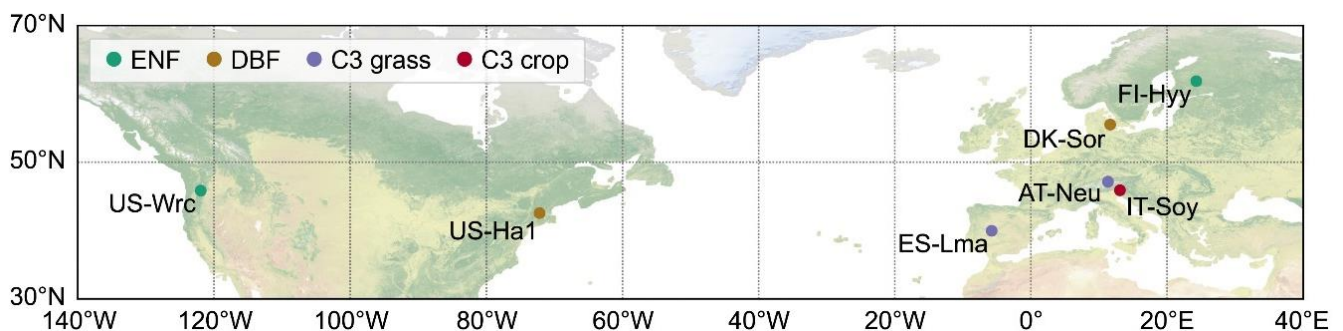 70°N
ENF DBF C3 grass C3 crop
FI-Hyy
DK-Sor
50°N
AT-Neu
US-Wrc
IT-Soy
US-Ha1
ES-Lma
30°N
140°W 120°W 100°W 80°W 60°W 40°W 20°W 0° 20°E 40°E